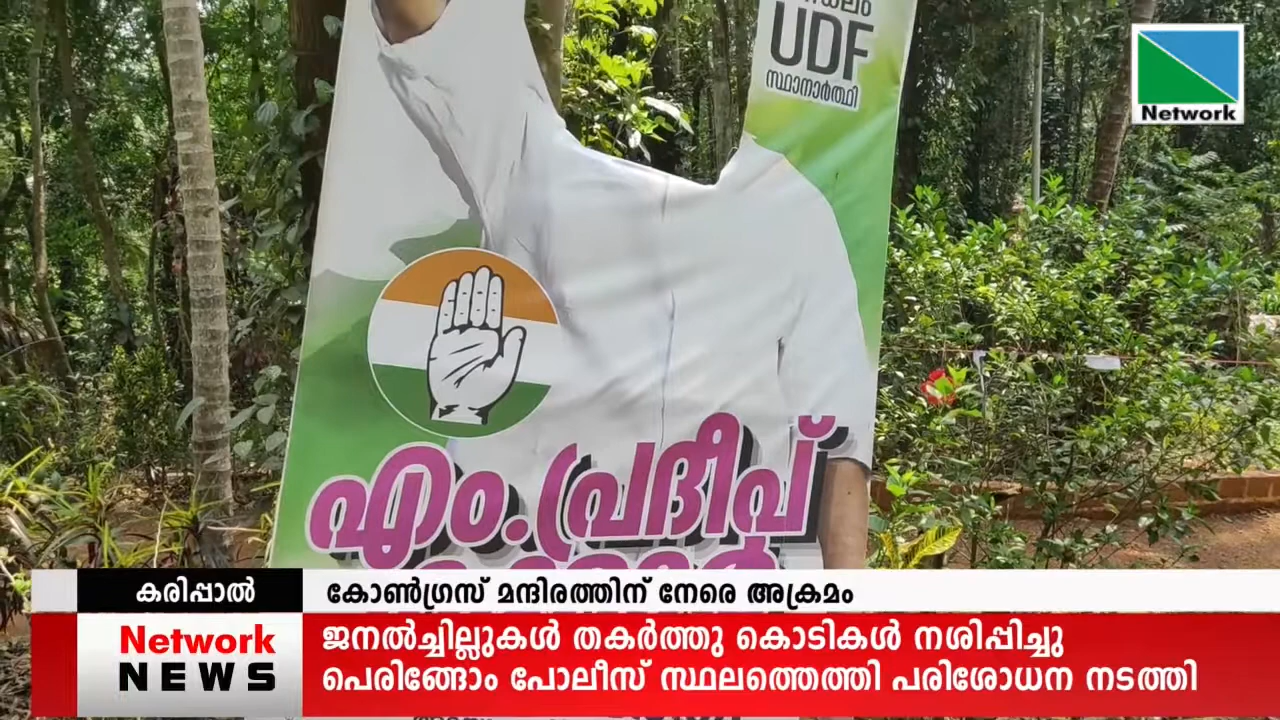 UDF
സ്ഥാനാർത്ഥി
Network
എം.പ്രദീപ്
കരിപ്പാൽ
കോൺഗ്രസ് മന്ദിരത്തിന് നേരെ അക്രമം
Network
NEWS
ജനൽച്ചില്ലുകൾ തകർത്തു കൊടികൾ നശിപ്പിച്ചു
പെരിങ്ങോം പോലീസ് സ്ഥലത്തെത്തി പരിശോധന നടത്തി